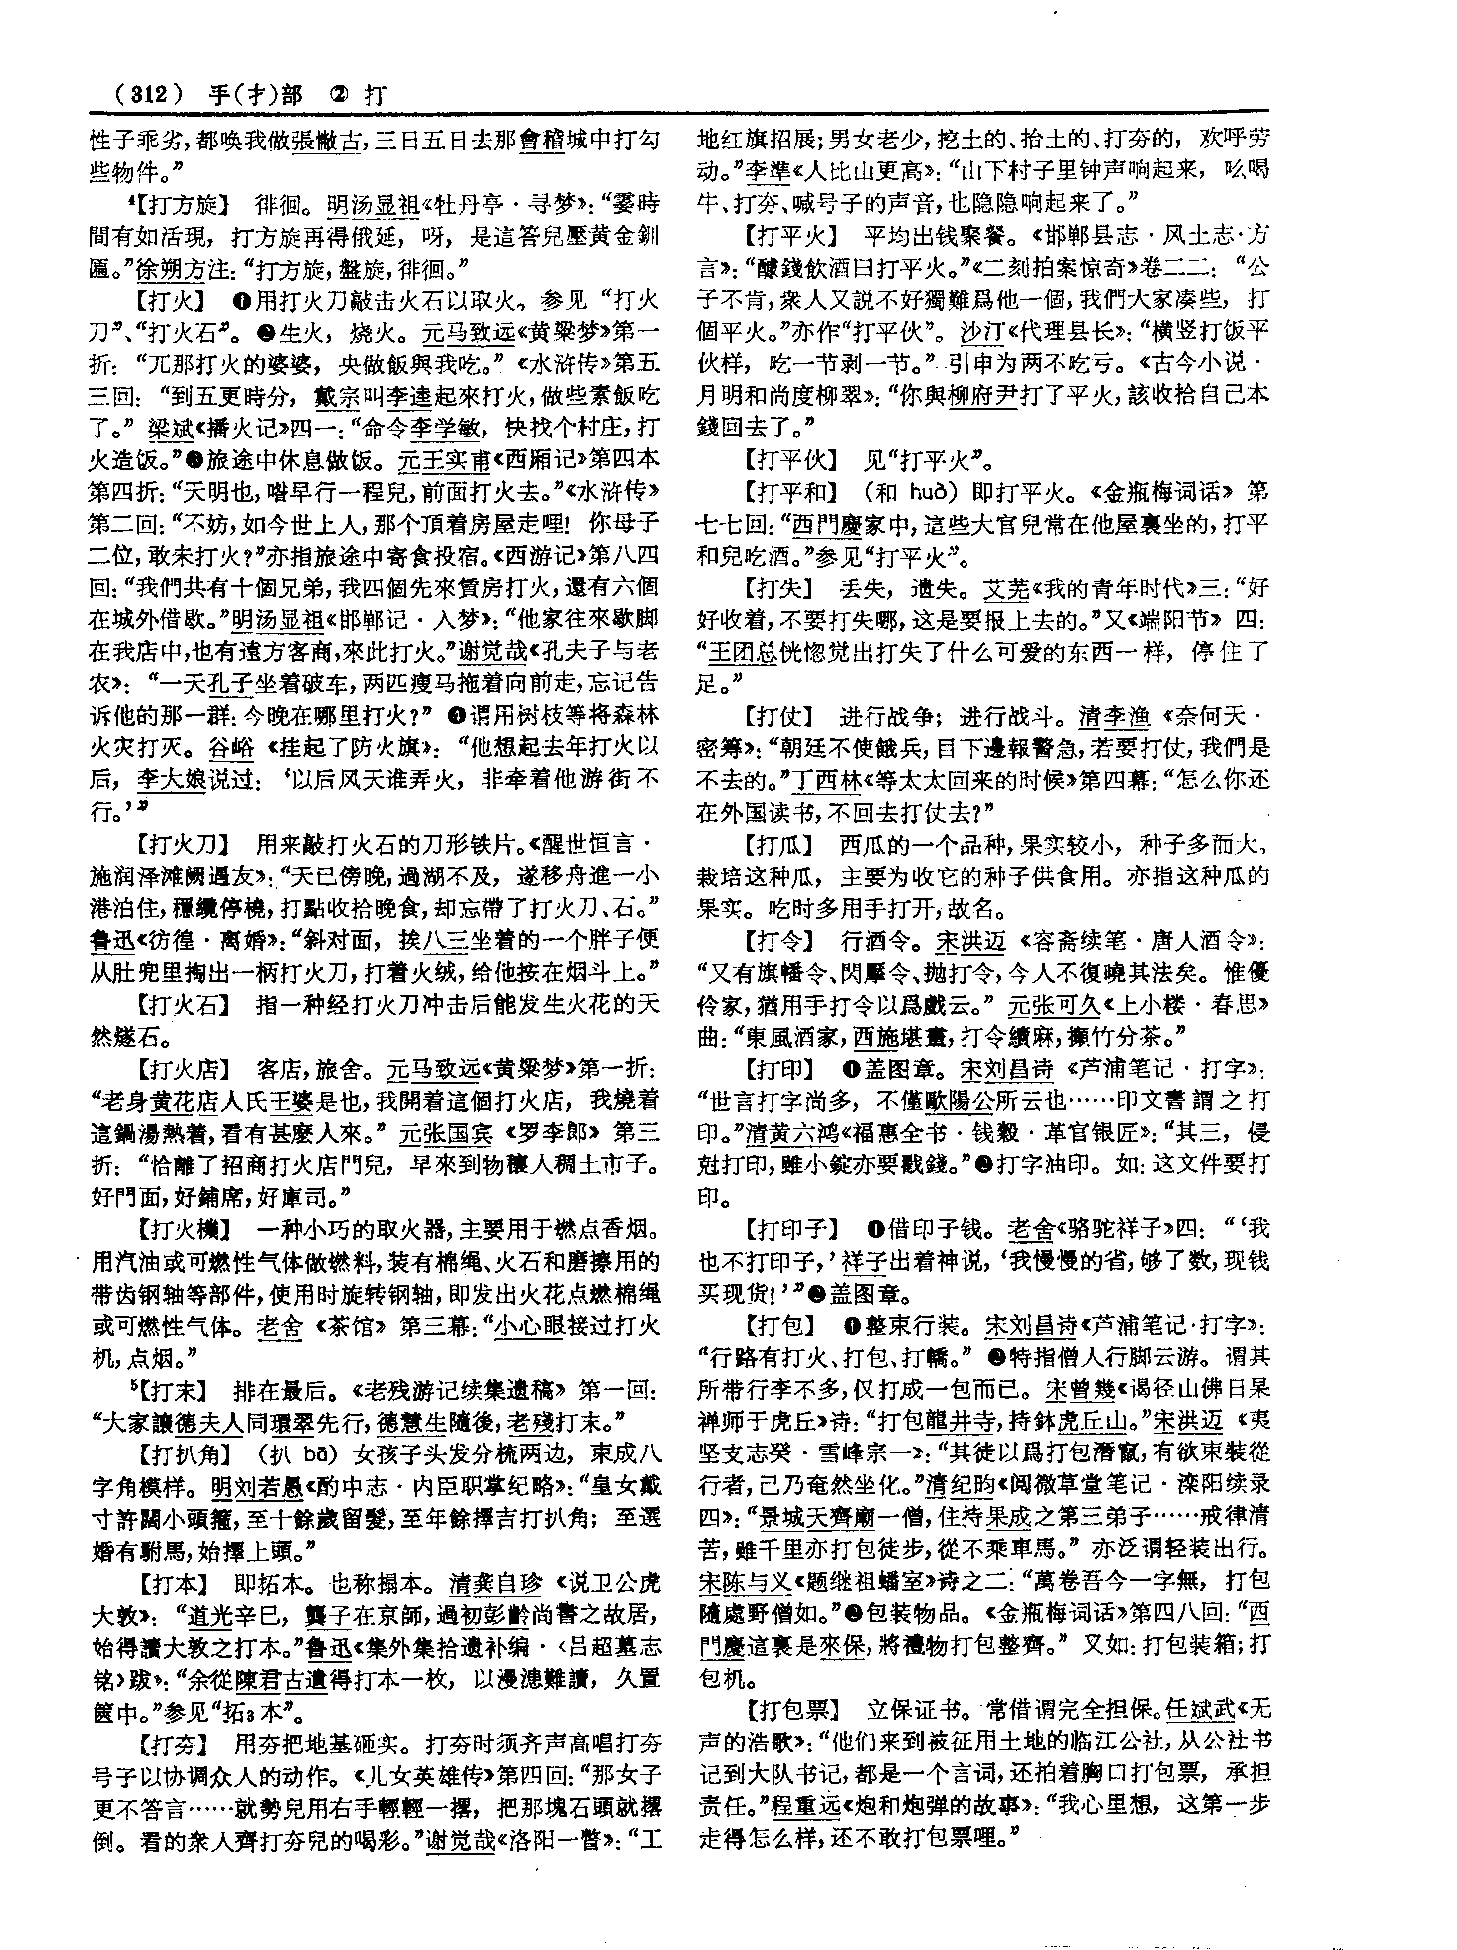 (312) 手(扌)部 ② 打
性子乖劣，都唤我做張憋古，三日五日去那會稽城中打勾
些物件。”
⁴【打方旋】 徘徊。明汤显祖《牡丹亭·寻梦》：“霎時
間有如活現，打方旋再得俄延，呀，是這答兒壓黄金釧
匾。”徐朔方注：“打方旋，盤旋，徘徊。”
【打火】 ❶用打火刀敲击火石以取火。参见“打火
刀”、“打火石”。❷生火，烧火。元马致远《黄粱梦》第一
折：“兀那打火的婆婆，央做飯與我吃。”《水浒传》第五
三回：“到五更時分，戴宗叫李逵起來打火，做些素飯吃
了。”梁斌《播火记》四一：“命令李学敏，快找个村庄，打
火造饭。”❸旅途中休息做饭。元王实甫《西厢记》第四本
第四折：“天明也，喒早行一程兒，前面打火去。”《水浒传》
第二回：“不妨，如今世上人，那个頂着房屋走哩！你母子
二位，敢未打火？”亦指旅途中寄食投宿。《西游记》第八四
回：“我們共有十個兄弟，我四個先來賃房打火，還有六個
在城外借歇。”明汤显祖《邯郸记·入梦》：“他家往來歇脚
在我店中，也有遠方客商，來此打火。”谢觉哉《孔夫子与老
农》：“一天孔子坐着破车，两匹瘦马拖着向前走，忘记告
诉他的那一群：今晚在哪里打火？”❹谓用树枝等将森林
火灾打灭。谷峪《挂起了防火旗》：“他想起去年打火以
后，李大娘说过：‘以后风天谁弄火，非牵着他游街不
行。’”
【打火刀】 用来敲打火石的刀形铁片。《醒世恒言·
施润泽滩阙遇友》：“天已傍晚，過湖不及，遂移舟進一小
港泊住，穩纜停橈，打點收拾晚食，却忘帶了打火刀、石。”
鲁迅《彷徨·离婚》：“斜对面，挨八三坐着的一个胖子便
从肚兜里掏出一柄打火刀，打着火绒，给他按在烟斗上。”
【打火石】 指一种经打火刀冲击后能发生火花的天
然燧石。
【打火店】 客店，旅舍。元马致远《黄粱梦》第一折：
“老身黄花店人氏王婆是也，我開着這個打火店，我燒着
這鍋湯熱着，看有甚麽人來。”元张国宾《罗李郎》第三
折：“恰離了招商打火店門兒，早來到物穰人稠土市子。
好門面，好鋪席，好庫司。”
【打火機】 一种小巧的取火器，主要用于燃点香烟。
用汽油或可燃性气体做燃料，装有棉绳、火石和磨擦用的
带齿钢轴等部件，使用时旋转钢轴，即发出火花点燃棉绳
或可燃性气体。老舍《茶馆》第三幕：“小心眼接过打火
机，点烟。”
⁵【打末】 排在最后。《老残游记续集遗稿》第一回：
“大家讓德夫人同環翠先行，德慧生隨後，老殘打末。”
【打扒角】（扒 bā）女孩子头发分梳两边，束成八
字角模样。明刘若愚《酌中志·内臣职掌纪略》：“皇女戴
寸許闊小頭箍，至十餘歲留髮，至年餘擇吉打扒角；至選
婚有駙馬，始擇上頭。”
【打本】 即拓本。也称搨本。清龚自珍《说卫公虎
大敦》：“道光辛巳，龔子在京師，過初彭齡尚書之故居，
始得讀大敦之打本。”鲁迅《集外集拾遗补编·〈吕超墓志
铭〉跋》：“余從陳君古遺得打本一枚，以漫漶難讀，久置
篋中。”参见“拓₃本”。
【打夯】 用夯把地基砸实。打夯时须齐声高唱打夯
号子以协调众人的动作。《儿女英雄传》第四回：“那女子
更不答言……就勢兒用右手輕輕一撂，把那塊石頭就撂
倒。看的衆人齊打夯兒的喝彩。”谢觉哉《洛阳一瞥》：“工
地红旗招展；男女老少，挖土的、抬土的、打夯的，欢呼劳
动。”李準《人比山更高》：“山下村子里钟声响起来，吆喝
牛、打夯、喊号子的声音，也隐隐响起来了。”
【打平火】 平均出钱聚餐。《邯郸县志·风土志·方
言》：“醵錢飲酒曰打平火。”《二刻拍案惊奇》卷二二：“公
子不肯，衆人又説不好獨難爲他一個，我們大家凑些，打
個平火。”亦作“打平伙”。沙汀《代理县长》：“横竖打饭平
伙样，吃一节剥一节。”引申为两不吃亏。《古今小说·
月明和尚度柳翠》：“你與柳府尹打了平火，該收拾自己本
錢回去了。”
【打平伙】 见“打平火”。
【打平和】（和 huǒ）即打平火。《金瓶梅词话》第
七七回：“西門慶家中，這些大官兒常在他屋裏坐的，打平
和兒吃酒。”参见“打平火”。
【打失】 丢失，遗失。艾芜《我的青年时代》三：“好
好收着，不要打失哪，这是要报上去的。”又《端阳节》四：
“王团总恍惚觉出打失了什么可爱的东西一样，停住了
足。”
【打仗】 进行战争；进行战斗。清李渔《奈何天·
密筹》：“朝廷不使餓兵，目下邊報警急，若要打仗，我們是
不去的。”丁西林《等太太回来的时候》第四幕：“怎么你还
在外国读书，不回去打仗去？”
【打瓜】 西瓜的一个品种，果实较小，种子多而大，
栽培这种瓜，主要为收它的种子供食用。亦指这种瓜的
果实。吃时多用手打开，故名。
【打令】 行酒令。宋洪迈《容斋续笔·唐人酒令》：
“又有旗幡令、閃壓令、抛打令，今人不復曉其法矣。惟優
伶家，猶用手打令以爲戲云。”元张可久《上小楼·春思》
曲：“東風酒家，西施堪畫，打令續麻，攧竹分茶。”
【打印】 ❶盖图章。宋刘昌诗《芦浦笔记·打字》：
“世言打字尚多，不僅歐陽公所云也……印文書謂之打
印。”清黄六鸿《福惠全书·钱穀·革官银匠》：“其三，侵
尅打印，雖小錠亦要戳錢。”❷打字油印。如：这文件要打
印。
【打印子】 ❶借印子钱。老舍《骆驼祥子》四：“‘我
也不打印子，’祥子出着神说，‘我慢慢的省，够了数，现钱
买现货！’”❷盖图章。
【打包】 ❶整束行装。宋刘昌诗《芦浦笔记·打字》：
“行路有打火、打包、打轎。”❷特指僧人行脚云游。谓其
所带行李不多，仅打成一包而已。宋曾幾《谒径山佛日杲
禅师于虎丘》诗：“打包龍井寺，持鉢虎丘山。”宋洪迈《夷
坚支志癸·雪峰宗一》：“其徒以爲打包潛竄，有欲束裝從
行者，已乃奄然坐化。”清纪昀《阅微草堂笔记·滦阳续录
四》：“景城天齊廟一僧，住持果成之第三弟子……戒律清
苦，雖千里亦打包徒步，從不乘車馬。”亦泛谓轻装出行。
宋陈与义《题继祖蟠室》诗之二：“萬卷吾今一字無，打包
隨處野僧如。”❸包装物品。《金瓶梅词话》第四八回：“西
門慶這裏是來保，將禮物打包整齊。”又如：打包装箱；打
包机。
【打包票】 立保证书。常借谓完全担保。任斌武《无
声的浩歌》：“他们来到被征用土地的临江公社，从公社书
记到大队书记，都是一个言词，还拍着胸口打包票，承担
责任。”程重远《炮和炮弹的故事》：“我心里想，这第一步
走得怎么样，还不敢打包票哩。”